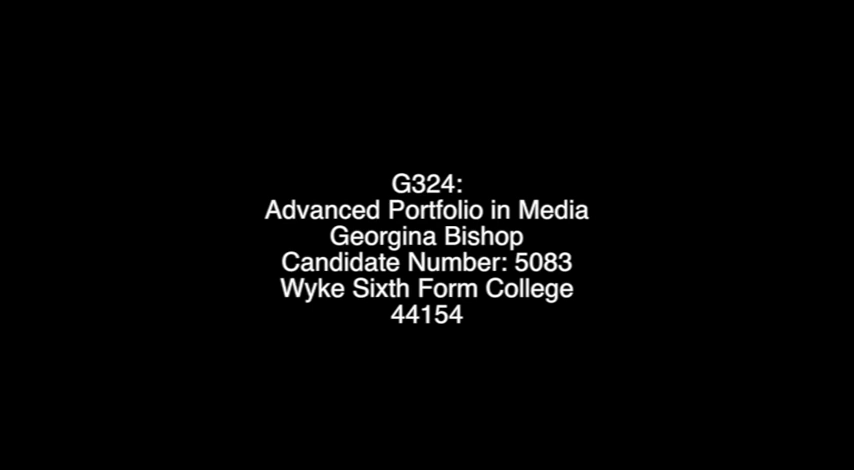 G324:
Advanced Portfolio in Media
Georgina Bishop
Candidate Number: 5083
Wyke Sixth Form College
44154